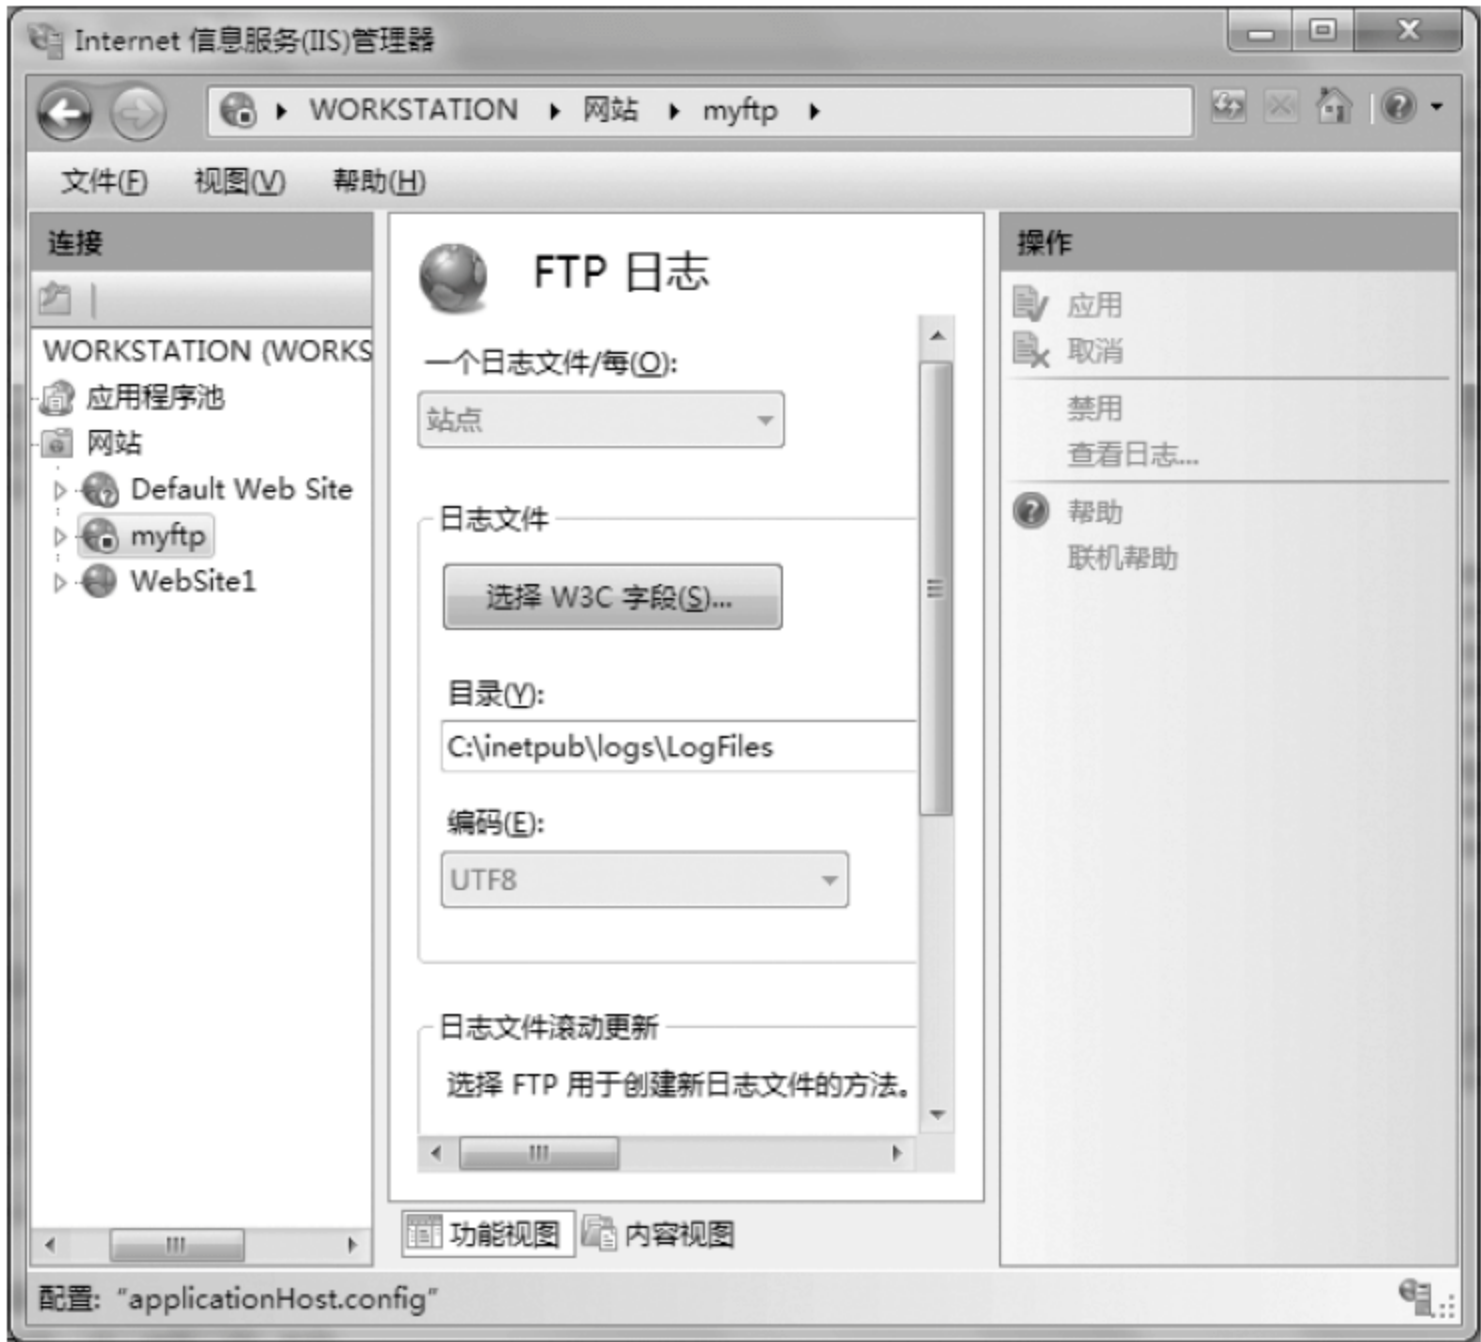 Internet 信息服务(IIS)管理器
WORKSTATION 网站 myftp
文件(F) 视图(V) 帮助(H)
连接
WORKSTATION (WORKS
应用程序池
网站
Default Web Site
myftp
WebSite1
FTP 日志
一个日志文件/每(O):
站点
日志文件
选择 W3C 字段(S)...
目录(Y):
C:\inetpub\logs\LogFiles
编码(E):
UTF8
日志文件滚动更新
选择 FTP 用于创建新日志文件的方法。
功能视图 内容视图
操作
应用
取消
禁用
查看日志...
帮助
联机帮助
配置: "applicationHost.config"